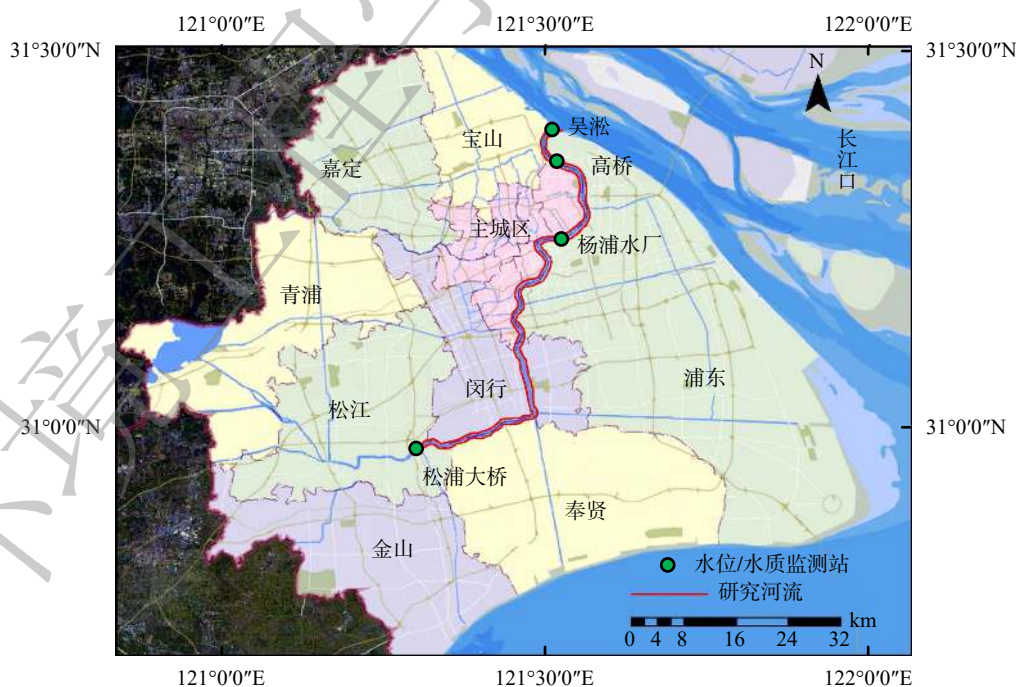 121°0′0″E
121°30′0″E
122°0′0″E
31°30′0″N
31°30′0″N
N
吴淞
宝山
长江口
高桥
嘉定
主城区
杨浦水厂
青浦
浦东
闵行
松江
31°0′0″N
31°0′0″N
松浦大桥
奉贤
金山
水位/水质监测站
研究河流
km
0 4 8 16 24 32
121°0′0″E
121°30′0″E
122°0′0″E